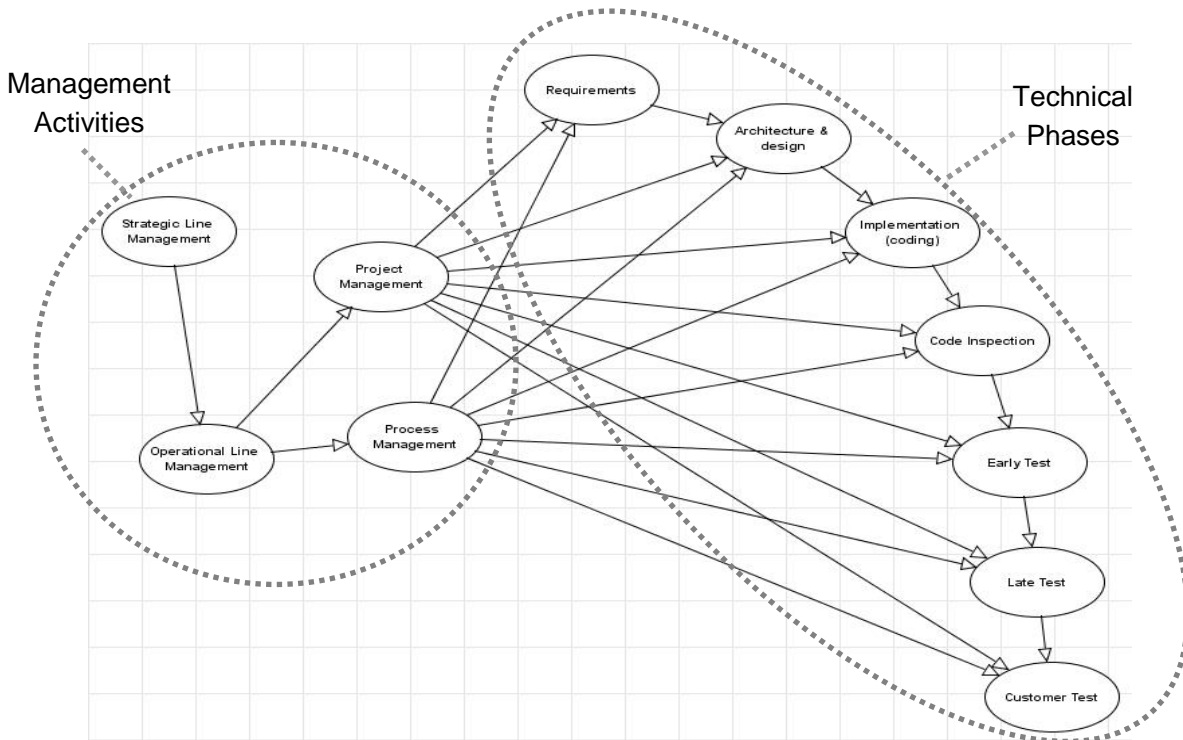 Management
Activities
Technical
Phases
Requirements
Architecture &
design
Strategic Line
Management
Implementation
(coding)
Project
Management
Code Inspection
Operational Line
Management
Process
Management
Early Test
Late Test
Customer Test